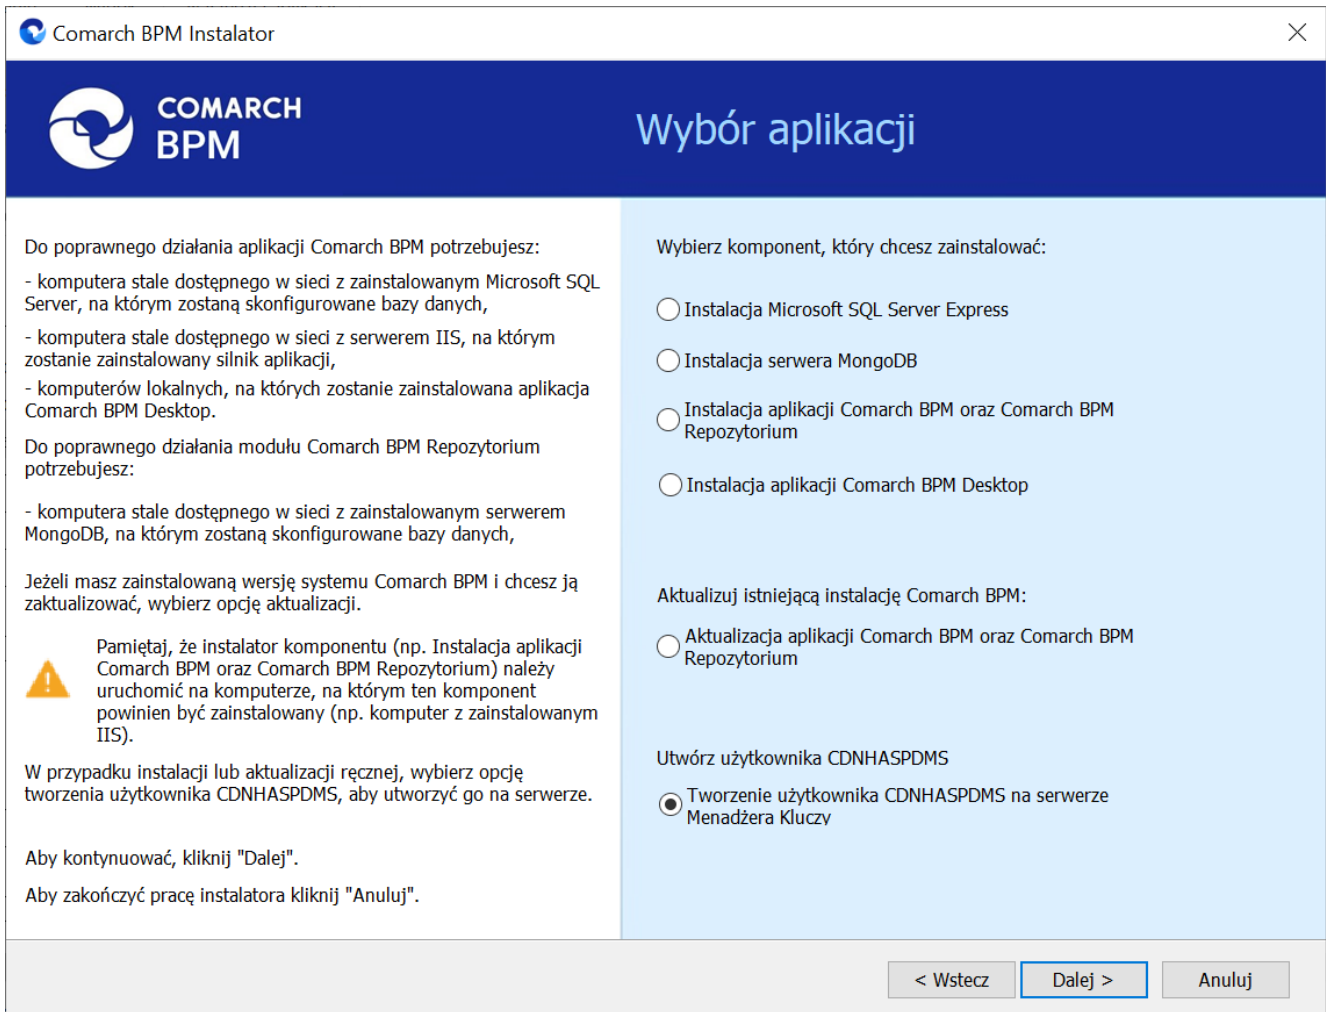 Comarch BPM Instalator
COMARCH
BPM
Wybór aplikacji
Do poprawnego działania aplikacji Comarch BPM potrzebujesz:
- komputera stale dostępnego w sieci z zainstalowanym Microsoft SQL
Server, na którym zostaną skonfigurowane bazy danych,
- komputera stale dostępnego w sieci z serwerem IIS, na którym
zostanie zainstalowany silnik aplikacji,
- komputerów lokalnych, na których zostanie zainstalowana aplikacja
Comarch BPM Desktop.
Do poprawnego działania modułu Comarch BPM Repozytorium
potrzebujesz:
- komputera stale dostępnego w sieci z zainstalowanym serwerem
MongoDB, na którym zostaną skonfigurowane bazy danych,
Jeżeli masz zainstalowaną wersję systemu Comarch BPM i chcesz ją
zaktualizować, wybierz opcję aktualizacji.
Pamiętaj, że instalator komponentu (np. Instalacja aplikacji
Comarch BPM oraz Comarch BPM Repozytorium) należy
uruchomić na komputerze, na którym ten komponent
powinien być zainstalowany (np. komputer z zainstalowanym
IIS).
W przypadku instalacji lub aktualizacji ręcznej, wybierz opcję
tworzenia użytkownika CDNHASPDMS, aby utworzyć go na serwerze.
Aby kontynuować, kliknij "Dalej".
Aby zakończyć pracę instalatora kliknij "Anuluj".
Wybierz komponent, który chcesz zainstalować:
Instalacja Microsoft SQL Server Express
Instalacja serwera MongoDB
Instalacja aplikacji Comarch BPM oraz Comarch BPM
Repozytorium
Instalacja aplikacji Comarch BPM Desktop
Aktualizuj istniejącą instalację Comarch BPM:
Aktualizacja aplikacji Comarch BPM oraz Comarch BPM
Repozytorium
Utwórz użytkownika CDNHASPDMS
Tworzenie użytkownika CDNHASPDMS na serwerze
Menadżera Kluczy
< Wstecz
Dalej >
Anuluj